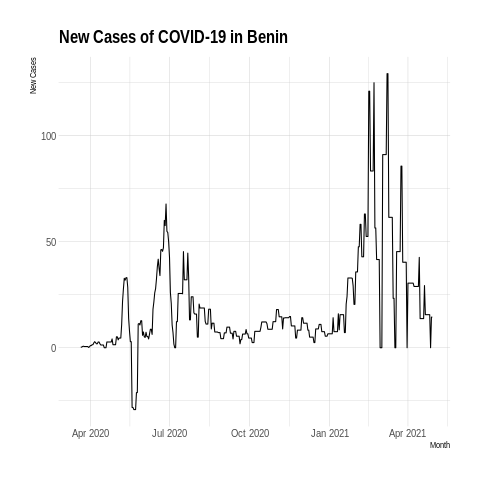 New Cases of COVID-19 in Benin
New Cases
100
50
0
Apr 2020 Jul 2020 Oct 2020 Jan 2021 Apr 2021
Month